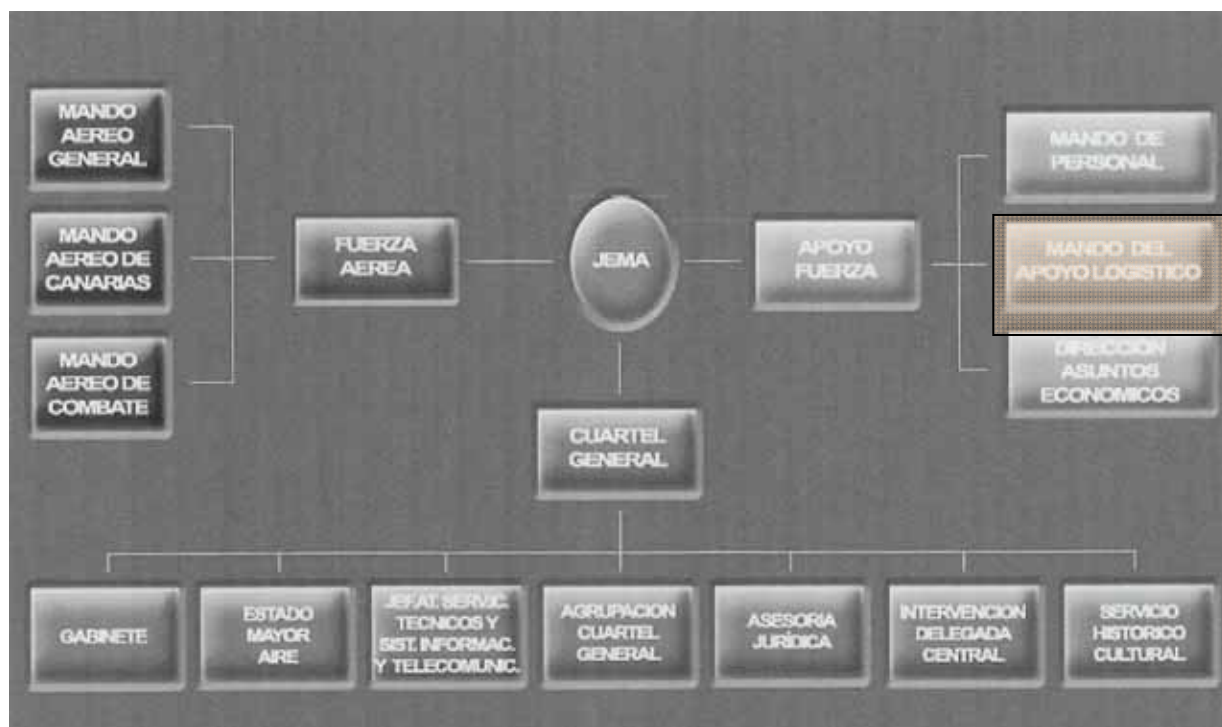 MANDO
AEREO
GENERAL
MANDO
AEREO DE
CANARIAS
MANDO
AEREO DE
COMBATE
FUERZA
AEREA
JEMA
APOYO
FUERZA
MANDO DE
PERSONAL
MANDO DEL
APOYO LOGISTICO
DIRECCION
ASUNTOS
ECONOMICOS
CUARTEL
GENERAL
GABINETE
ESTADO
MAYOR
AIRE
JEFAT. SERVIC.
TECNICOS Y
SIST. INFORMAC.
Y TELECOMUNIC.
AGRUPACION
CUARTEL
GENERAL
ASESORIA
JURÍDICA
INTERVENCION
DELEGADA
CENTRAL
SERVICIO
HISTORICO
CULTURAL